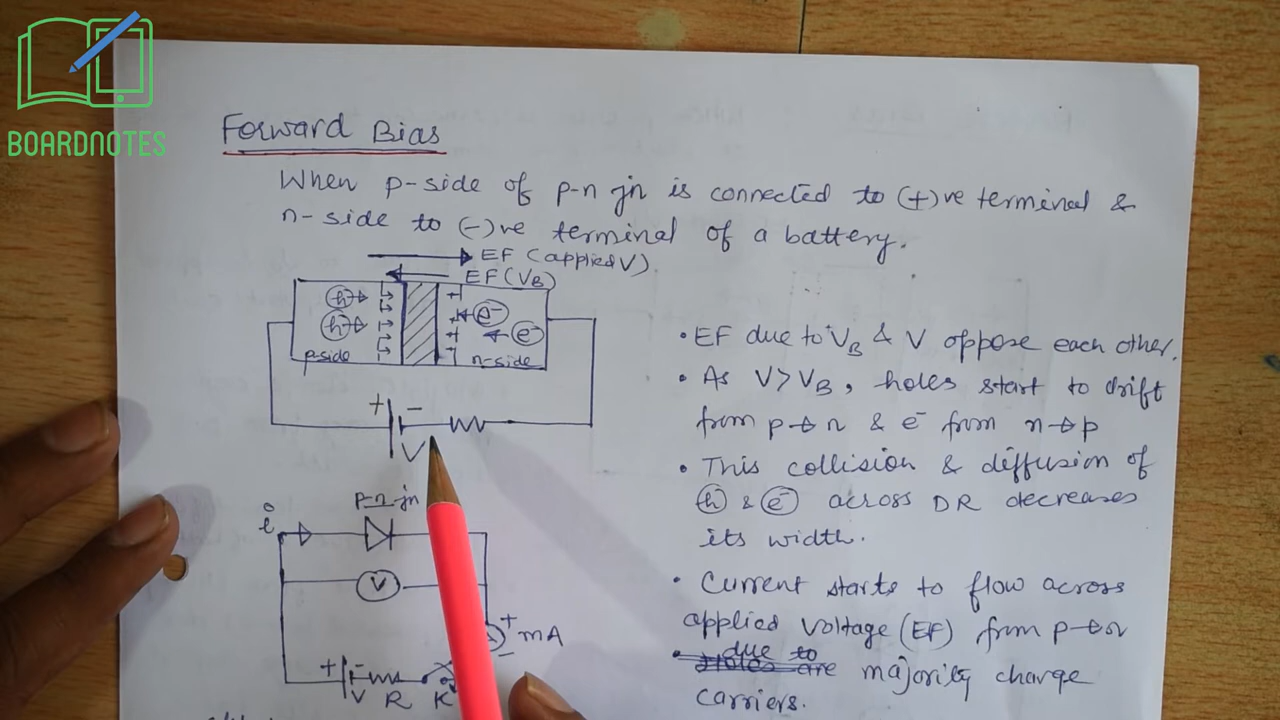 BOARDNOTES
Forward Bias
When p-side of p-n jn is connected to (+)ve terminal &
n-side to (-)ve terminal of a battery.
EF (applied V)
EF (VB)
h h
e- e-
p-side n-side
+ -
V
• EF due to VB & V oppose each other.
• As V > VB, holes start to drift
from p→n & e- from n→p
• This collision & diffusion of
h & e- across DR decreases
its width.
• Current starts to flow across
applied voltage (EF) from p→n
• due to
majority charge
carriers.
p-n-jn
i
V
+ mA
-
+ -
V R K